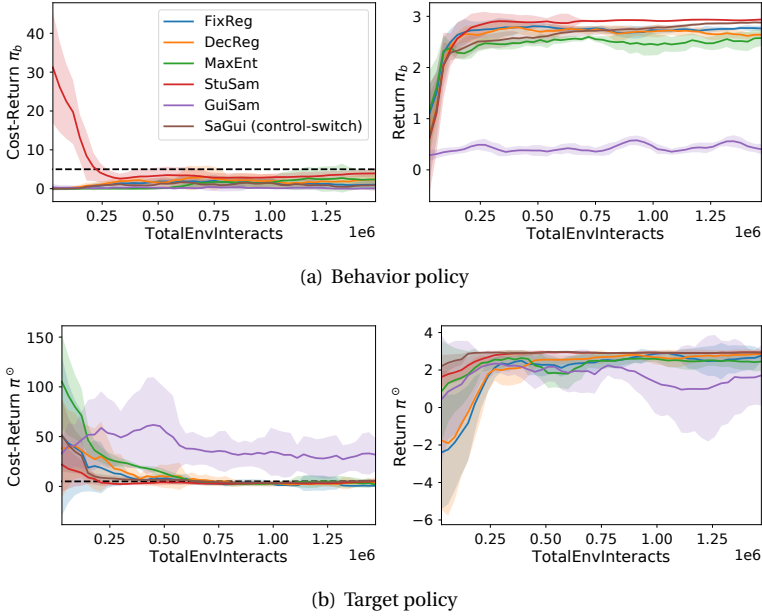 40
30
20
10
0
Cost-Return π_b
FixReg
DecReg
MaxEnt
StuSam
GuiSam
SaGui (control-switch)
0.25 0.50 0.75 1.00 1.25
1e6
TotalEnvInteracts
3
2
1
0
Return π_b
0.25 0.50 0.75 1.00 1.25
1e6
TotalEnvInteracts
(a) Behavior policy
150
100
50
0
Cost-Return π^⊙
0.25 0.50 0.75 1.00 1.25
1e6
TotalEnvInteracts
4
2
0
−2
−4
−6
Return π^⊙
0.25 0.50 0.75 1.00 1.25
1e6
TotalEnvInteracts
(b) Target policy